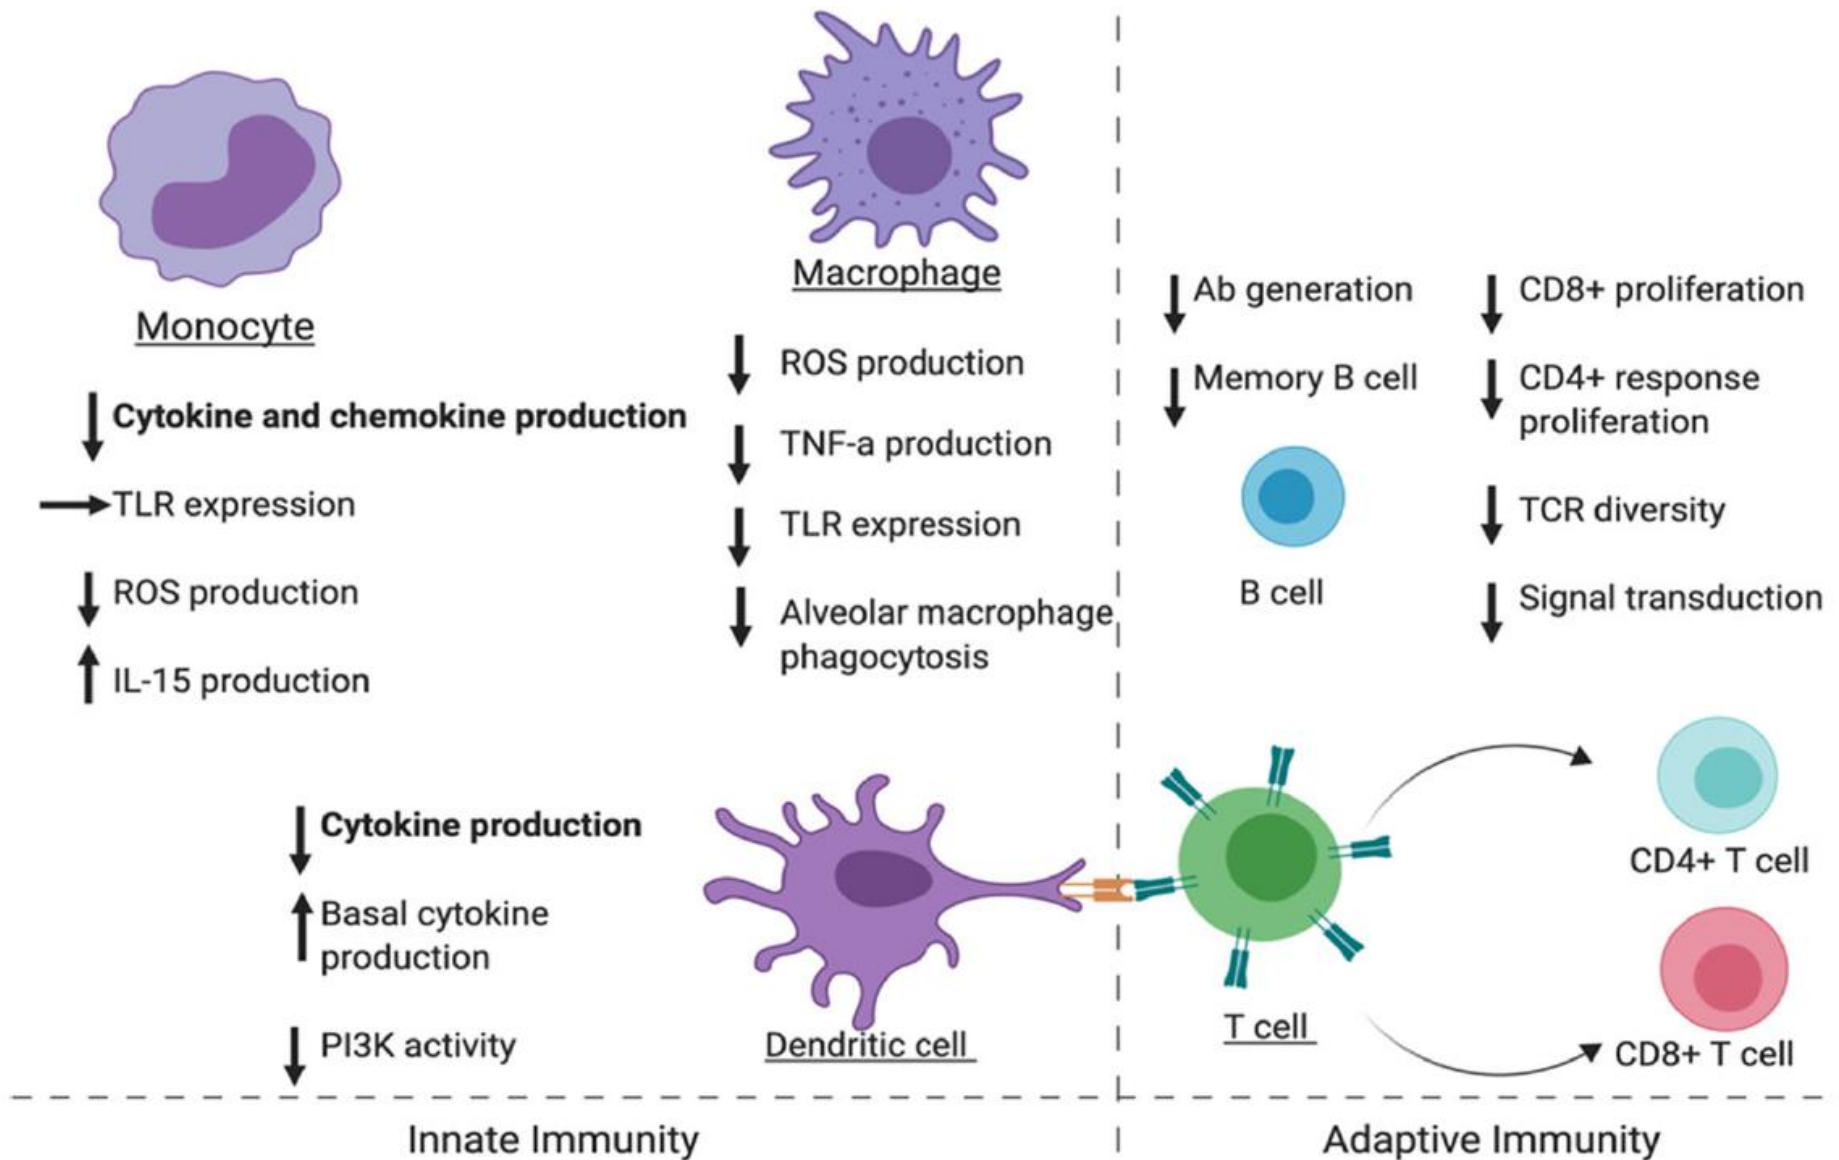 Monocyte
Cytokine and chemokine production
TLR expression
ROS production
IL-15 production
Macrophage
ROS production
TNF-a production
TLR expression
Alveolar macrophage
phagocytosis
Cytokine production
Basal cytokine
production
PI3K activity
Dendritic cell
Innate Immunity
Ab generation
Memory B cell
B cell
CD8+ proliferation
CD4+ response
proliferation
TCR diversity
Signal transduction
T cell
CD4+ T cell
CD8+ T cell
Adaptive Immunity